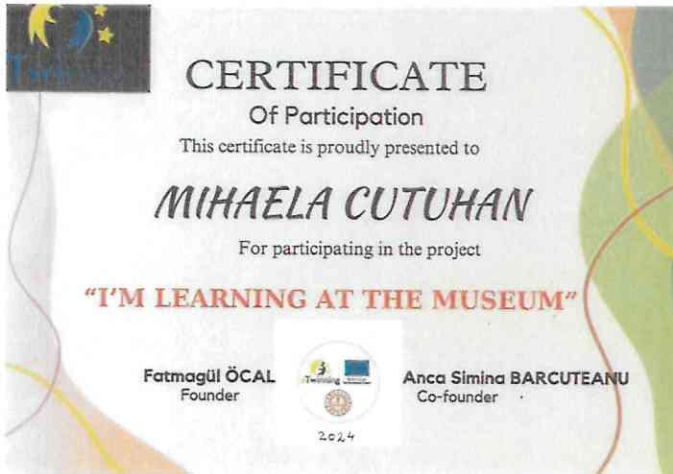 CERTIFICATE
Of Participation
This certificate is proudly presented to
MIHAELA CUTUHAN
For participating in the project
"I'M LEARNING AT THE MUSEUM"
Fatmagül ÖCAL
Founder
Twinning
Anca Simina BARCUTEANU
Co-founder
2024